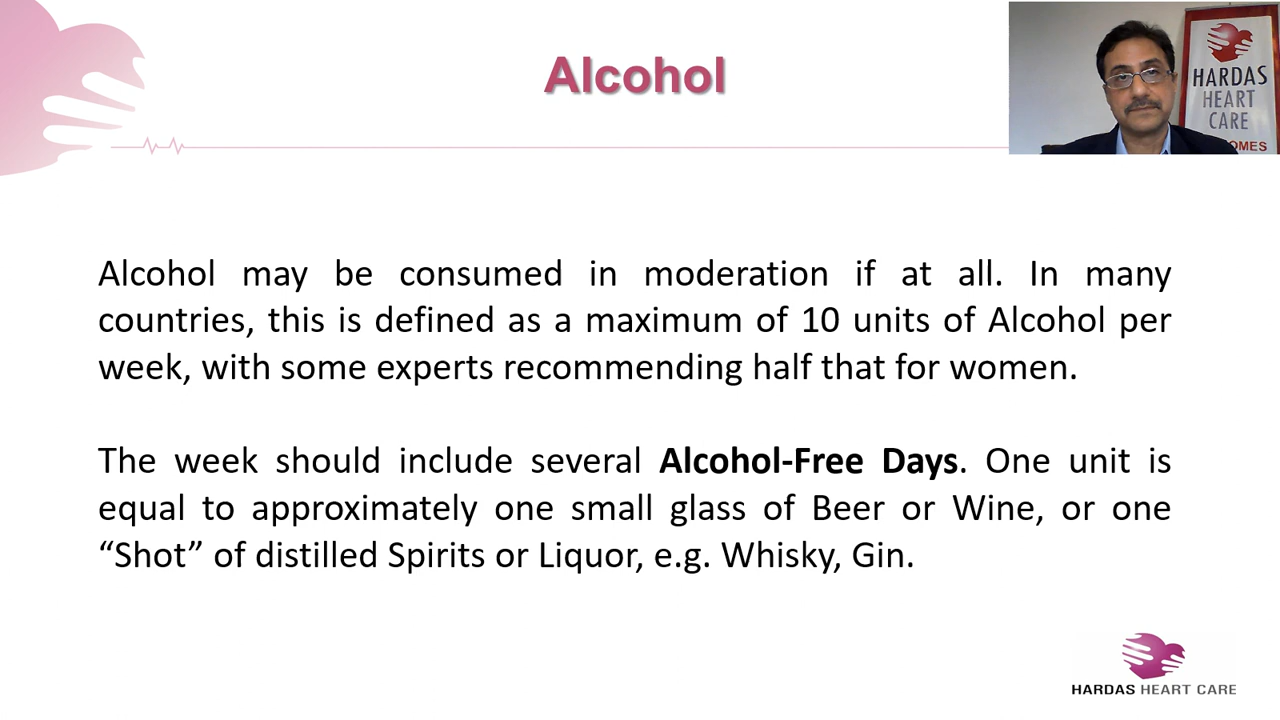 Alcohol
HARDAS
HEART
CARE
OMES
Alcohol may be consumed in moderation if at all. In many
countries, this is defined as a maximum of 10 units of Alcohol per
week, with some experts recommending half that for women.
The week should include several Alcohol-Free Days. One unit is
equal to approximately one small glass of Beer or Wine, or one
“Shot” of distilled Spirits or Liquor, e.g. Whisky, Gin.
HARDAS HEART CARE